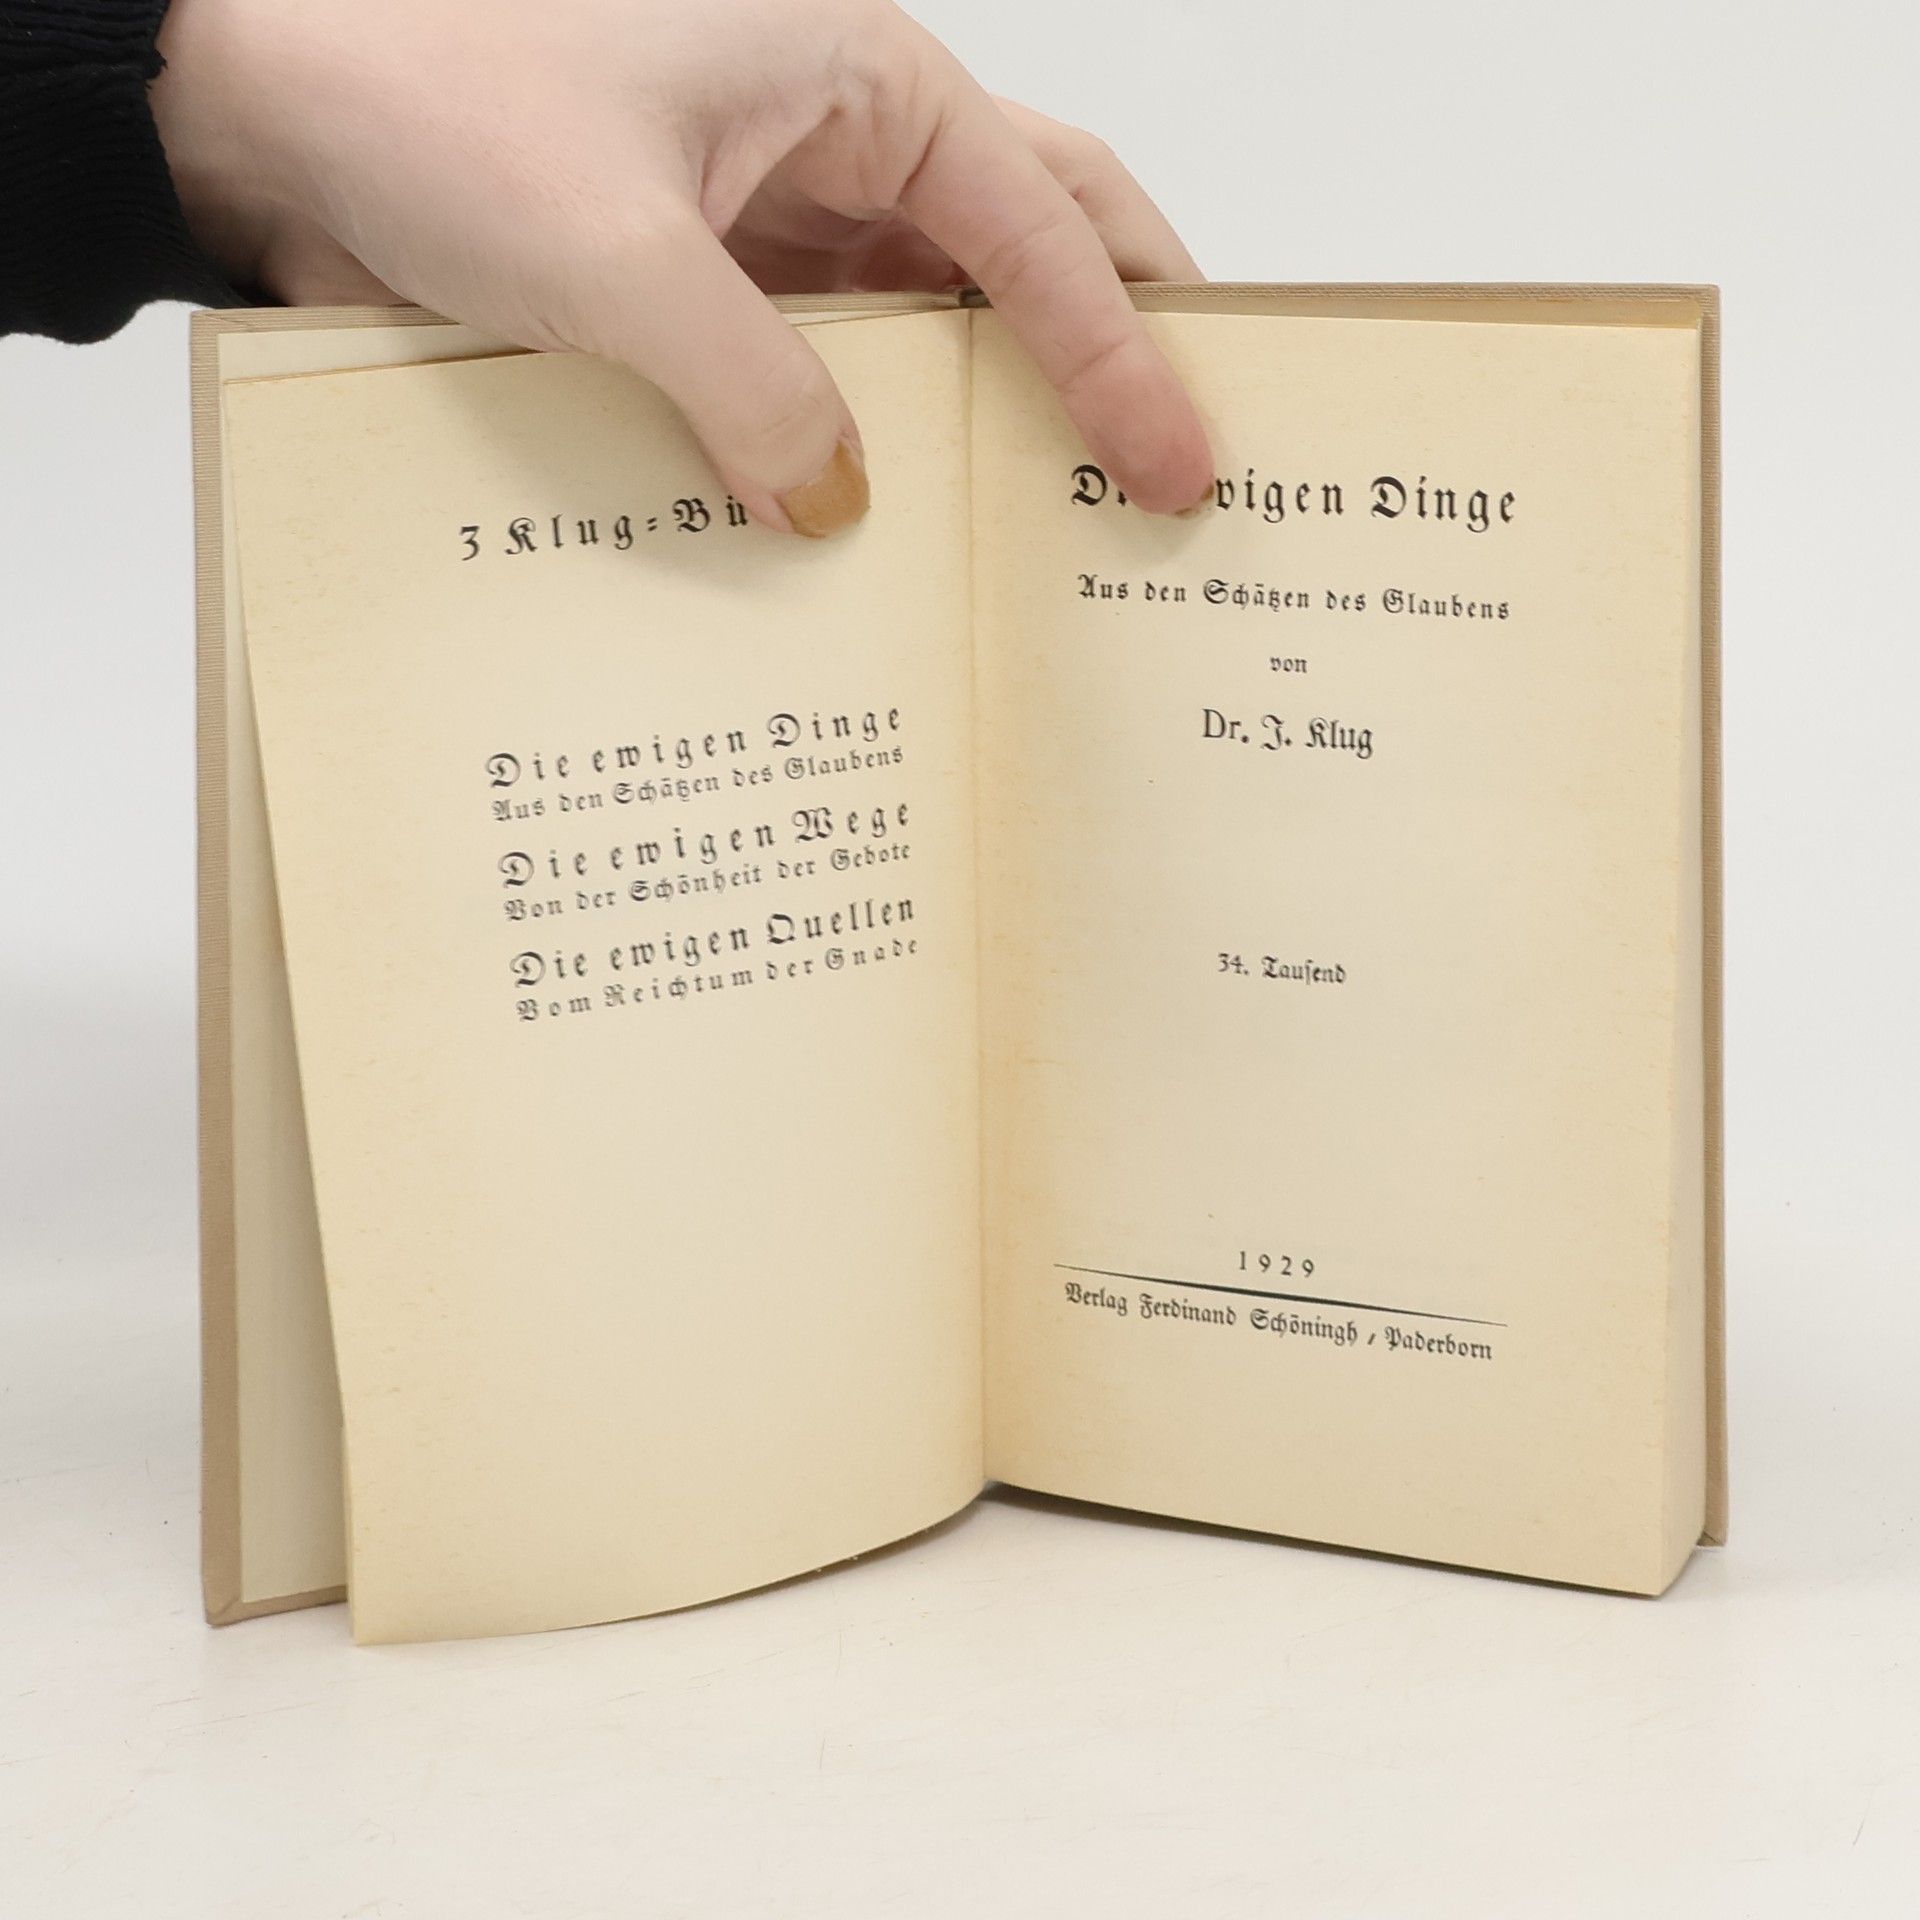 3 Klug=Bü
Die ewigen Dinge
Aus den Schätzen des Glaubens
Die ewigen Wege
Von der Schönheit der Gebote
Die ewigen Quellen
Vom Reichtum der Gnade
Dinge
Aus den Schätzen des Glaubens
von
Dr. J. Klug
34. Tauſend
1929
Verlag Ferdinand Schöningh / Paderborn